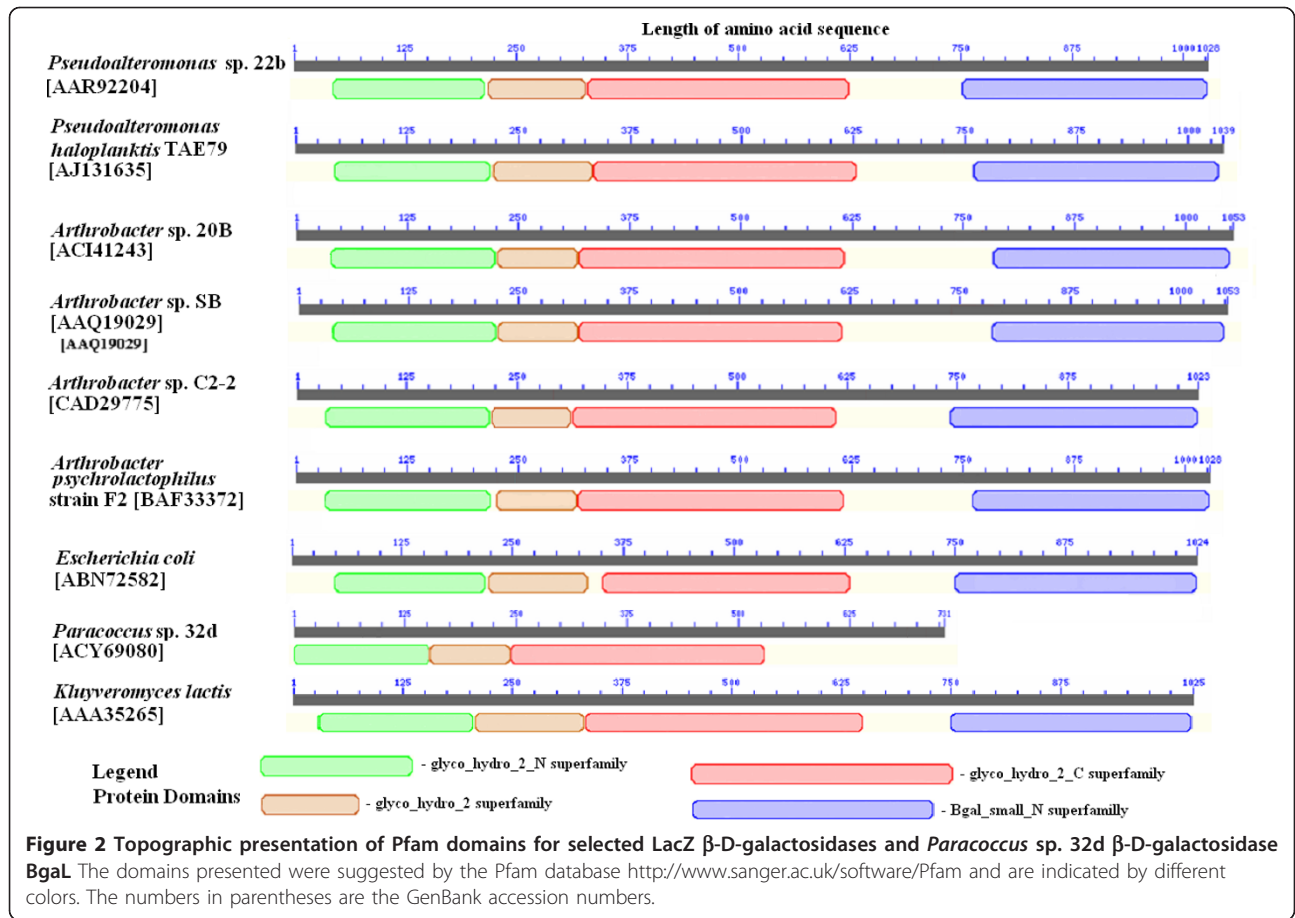 Length of amino acid sequence
Pseudoalteromonas sp. 22b
[AAR92204]
1 125 250 375 500 625 750 875 1000 1028
Pseudoalteromonas
haloplanktis TAE79
[AJ131635]
1 125 250 375 500 625 750 875 1000 1039
Arthrobacter sp. 20B
[ACI41243]
1 125 250 375 500 625 750 875 1000 1053
Arthrobacter sp. SB
[AAQ19029]
[AAQ19029]
1 125 250 375 500 625 750 875 1000 1053
Arthrobacter sp. C2-2
[CAD29775]
1 125 250 375 500 625 750 875 1023
Arthrobacter
psychrolactophilus
strain F2 [BAF33372]
1 125 250 375 500 625 750 875 1000 1028
Escherichia coli
[ABN72582]
1 125 250 375 500 625 750 875 1024
Paracoccus sp. 32d
[ACY69080]
1 125 250 375 500 625 731
Kluyveromyces lactis
[AAA35265]
1 125 250 375 500 625 750 875 1025
Legend
Protein Domains
- glyco_hydro_2_N superfamily
- glyco_hydro_2 superfamily
- glyco_hydro_2_C superfamily
- Bgal_small_N superfamilly
Figure 2 Topographic presentation of Pfam domains for selected LacZ β-D-galactosidases and Paracoccus sp. 32d β-D-galactosidase
BgaL The domains presented were suggested by the Pfam database http://www.sanger.ac.uk/software/Pfam and are indicated by different
colors. The numbers in parentheses are the GenBank accession numbers.